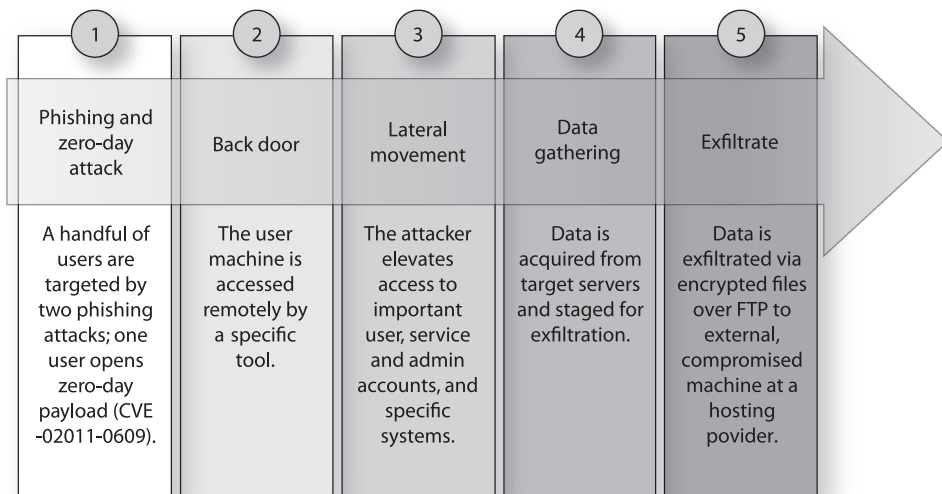 1
Phishing and
zero-day
attack
A handful of
users are
targeted by
two phishing
attacks; one
user opens
zero-day
payload (CVE
-02011-0609).
2
Back door
The user
machine is
accessed
remotely by
a specific
tool.
3
Lateral
movement
The attacker
elevates
access to
important
user, service
and admin
accounts, and
specific
systems.
4
Data
gathering
Data is
acquired from
target servers
and staged for
exfiltration.
5
Exfiltrate
Data is
exfiltrated via
encrypted files
over FTP to
external,
compromised
machine at a
hosting
povider.